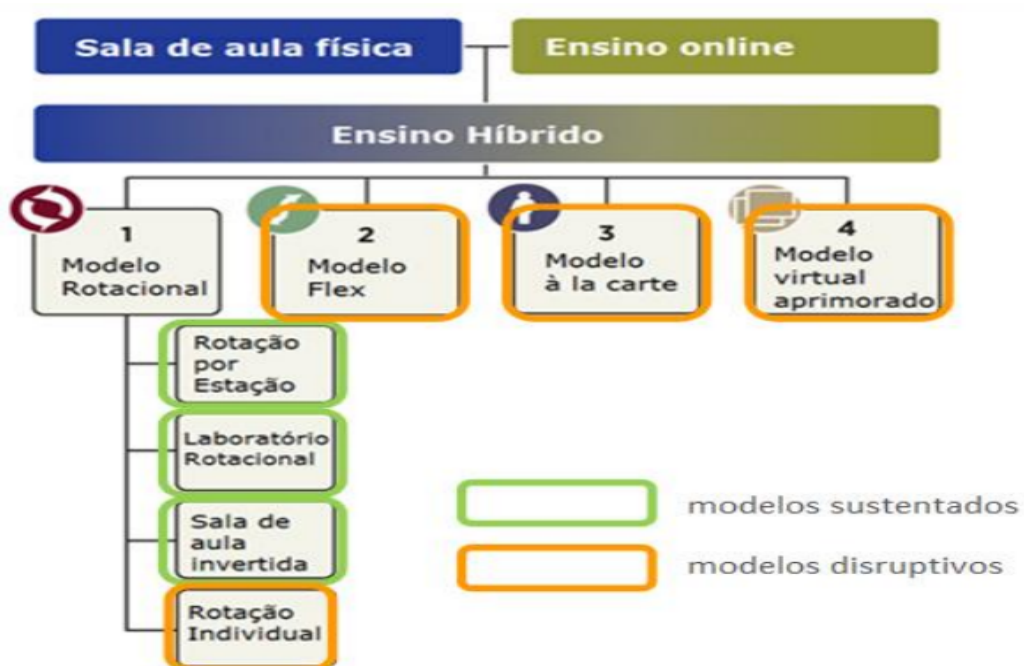 Sala de aula física
Ensino online
Ensino Híbrido
1
Modelo
Rotacional
2
Modelo
Flex
3
Modelo
à la carte
4
Modelo
virtual
aprimorado
Rotação
por
Estação
Laboratório
Rotacional
Sala de
aula
invertida
Rotação
Individual
modelos sustentados
modelos disruptivos